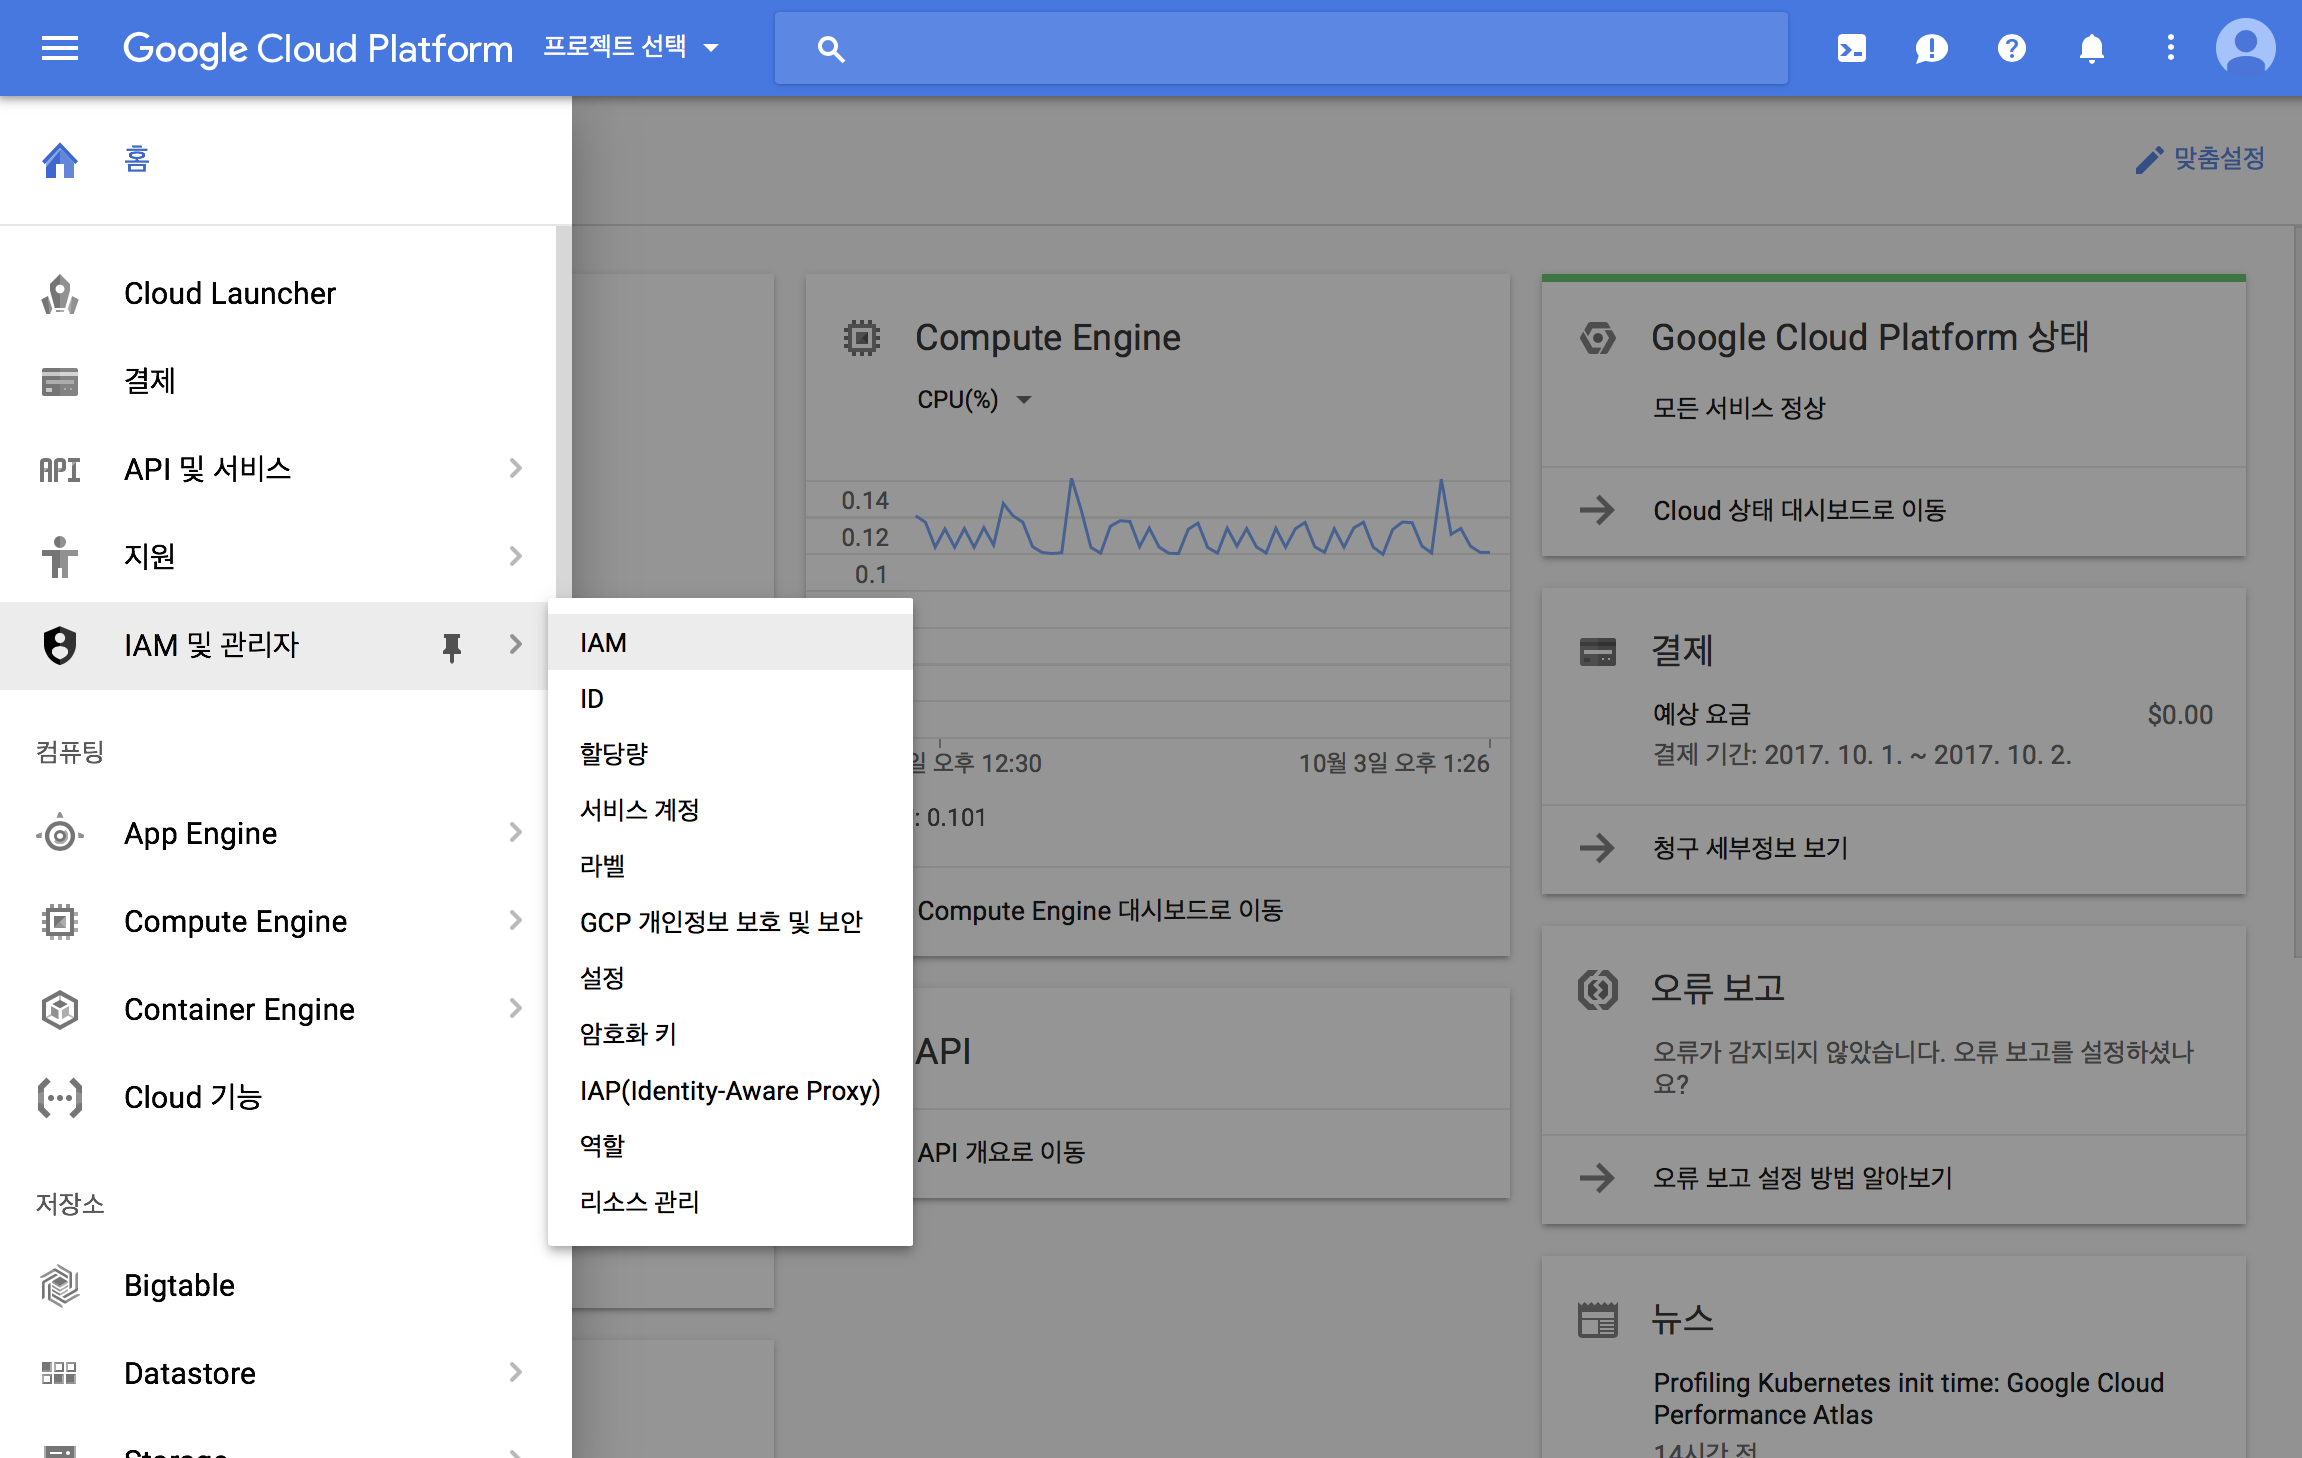 Google Cloud Platform
프로젝트 선택
홈
맞춤설정
Cloud Launcher
결제
API 및 서비스
지원
IAM 및 관리자
컴퓨팅
App Engine
Compute Engine
Container Engine
Cloud 기능
저장소
Bigtable
Datastore
Storage
IAM
ID
할당량
서비스 계정
라벨
GCP 개인정보 보호 및 보안
설정
암호화 키
IAP(Identity-Aware Proxy)
역할
리소스 관리
Compute Engine
CPU(%)
0.14
0.12
0.1
일 오후 12:30
10월 3일 오후 1:26
: 0.101
Compute Engine 대시보드로 이동
API
API 개요로 이동
Google Cloud Platform 상태
모든 서비스 정상
Cloud 상태 대시보드로 이동
결제
예상 요금
$0.00
결제 기간: 2017. 10. 1. ~ 2017. 10. 2.
청구 세부정보 보기
오류 보고
오류가 감지되지 않았습니다. 오류 보고를 설정하셨나
요?
오류 보고 설정 방법 알아보기
뉴스
Profiling Kubernetes init time: Google Cloud
Performance Atlas
14시간 전